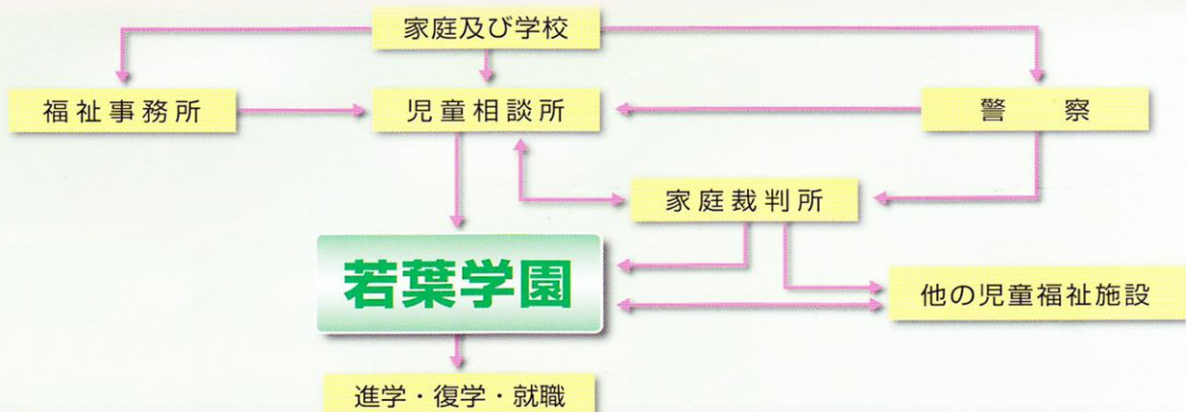 家庭及び学校
福祉事務所
児童相談所
警察
家庭裁判所
若葉学園
他の児童福祉施設
進学・復学・就職